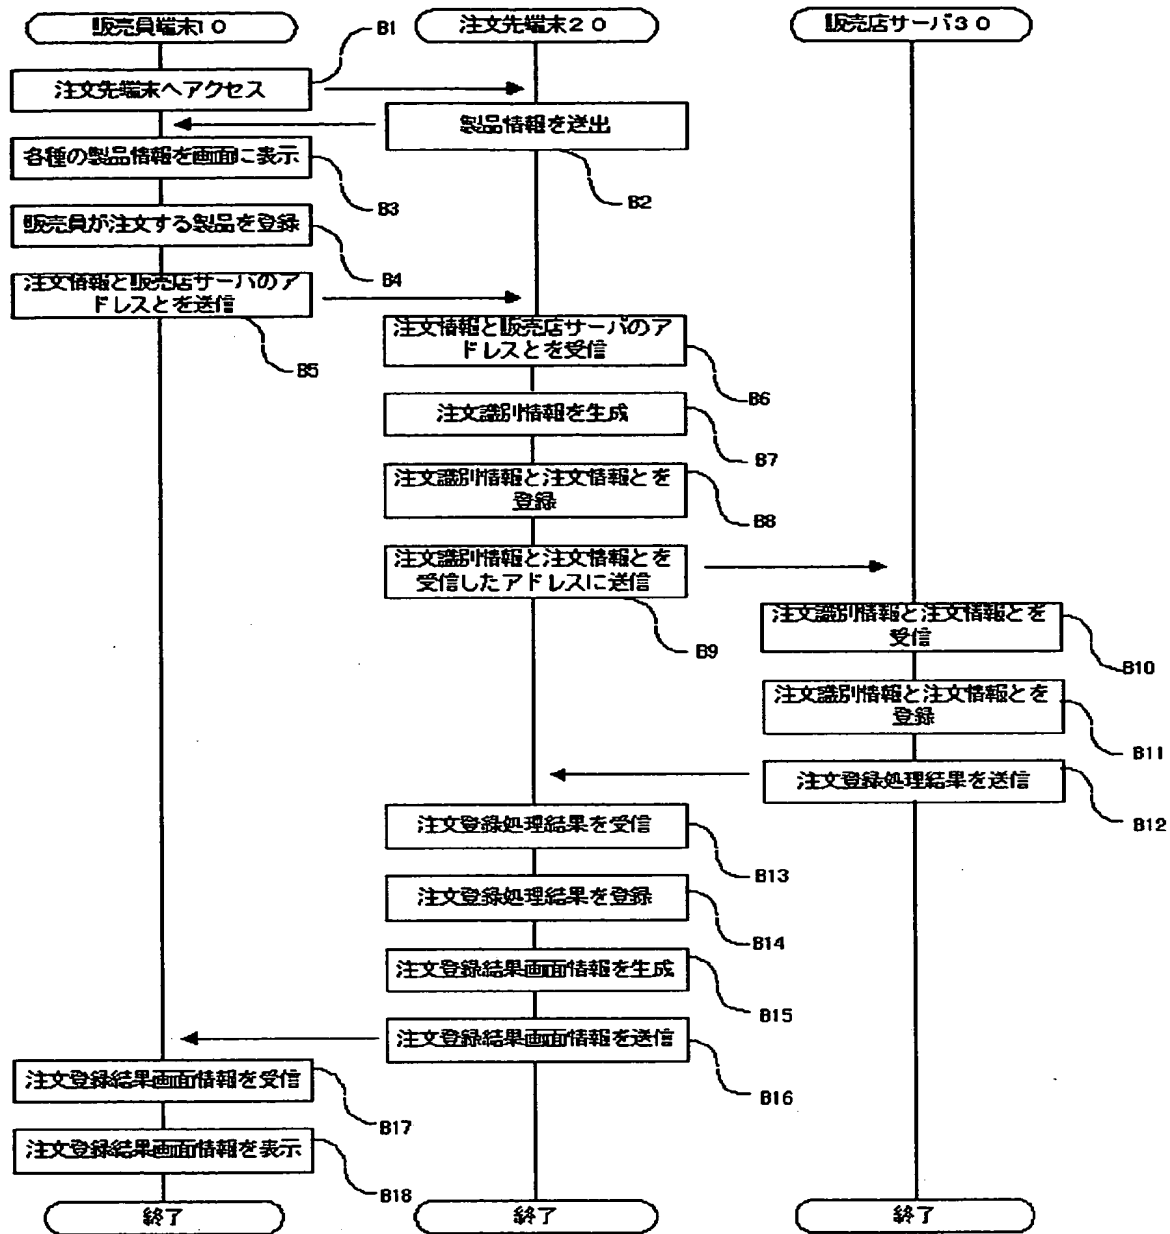 販売員端末10
注文先端末20
販売店サーバ30
B1
注文先端末へアクセス
製品情報を送出
B2
各種の製品情報を画面に表示
B3
販売員が注文する製品を登録
B4
注文情報と販売店サーバのア
ドレスとを送信
B5
注文情報と販売店サーバのア
ドレスとを受信
B6
注文識別情報を生成
B7
注文識別情報と注文情報とを
登録
B8
注文識別情報と注文情報とを
受信したアドレスに送信
B9
注文識別情報と注文情報とを
受信
B10
注文識別情報と注文情報とを
登録
B11
注文登録処理結果を送信
B12
注文登録処理結果を受信
B13
注文登録処理結果を登録
B14
注文登録結果画面情報を生成
B15
注文登録結果画面情報を送信
B16
注文登録結果画面情報を受信
B17
注文登録結果画面情報を表示
B18
終了
終了
終了